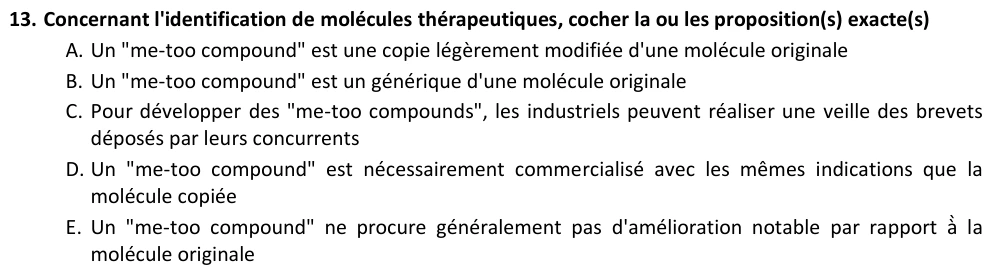 13. Concernant l'identification de molécules thérapeutiques, cocher la ou les proposition(s) exacte(s)
A. Un "me-too compound" est une copie légèrement modifiée d'une molécule originale
B. Un "me-too compound" est un générique d'une molécule originale
C. Pour développer des "me-too compounds", les industriels peuvent réaliser une veille des brevets
déposés par leurs concurrents
D. Un "me-too compound" est nécessairement commercialisé avec les mêmes indications que la
molécule copiée
E. Un "me-too compound" ne procure généralement pas d'amélioration notable par rapport à la
molécule originale